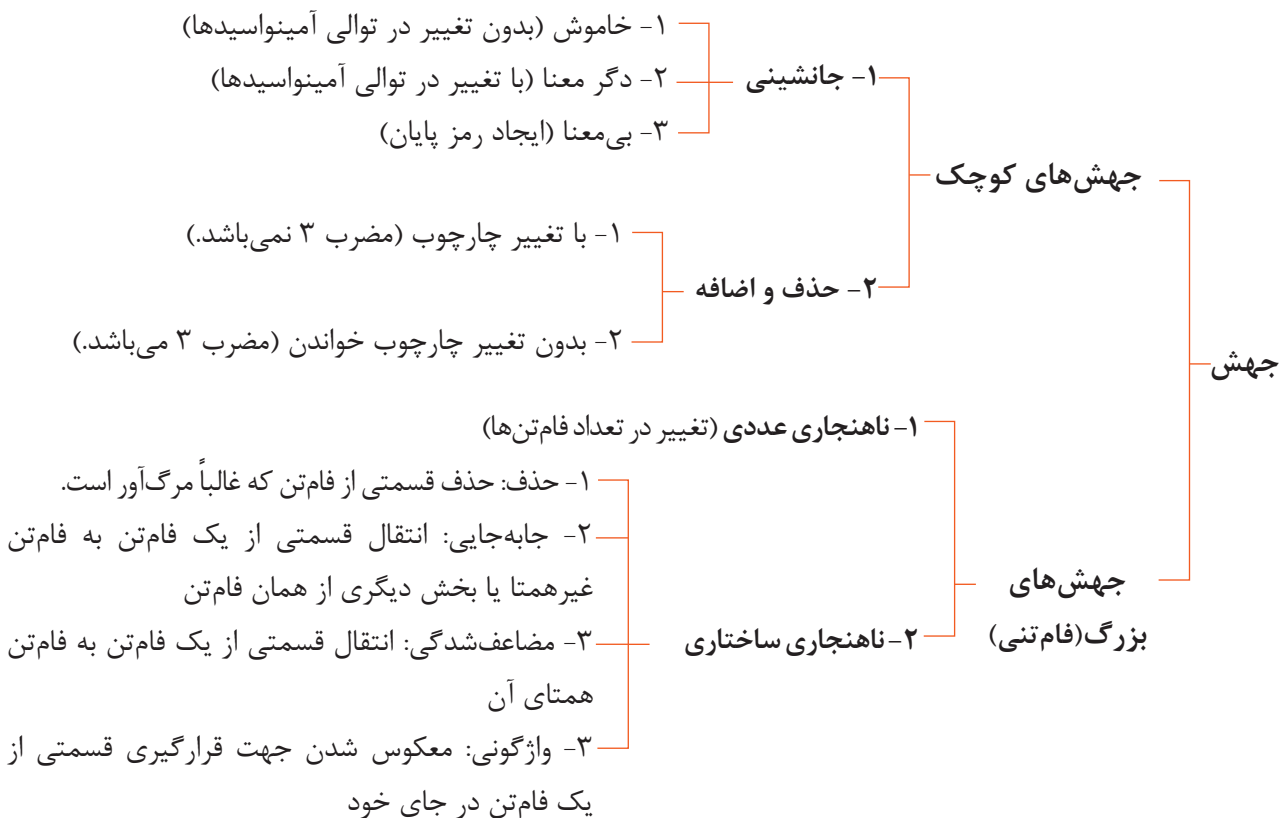 جهش
جهش‌های کوچک
۱- جانشینی
۱- خاموش (بدون تغییر در توالی آمینواسیدها)
۲- دگر معنا (با تغییر در توالی آمینواسیدها)
۳- بی‌معنا (ایجاد رمز پایان)
۲- حذف و اضافه
۱- با تغییر چارچوب (مضرب ۳ نمی‌باشد.)
۲- بدون تغییر چارچوب خواندن (مضرب ۳ می‌باشد.)
جهش‌های
بزرگ(فام‌تنی)
۱- ناهنجاری عددی (تغییر در تعداد فام‌تن‌ها)
۲- ناهنجاری ساختاری
۱- حذف: حذف قسمتی از فام‌تن که غالباً مرگ‌آور است.
۲- جابه‌جایی: انتقال قسمتی از یک فام‌تن به فام‌تن
غیرهمتا یا بخش دیگری از همان فام‌تن
۳- مضاعف‌شدگی: انتقال قسمتی از یک فام‌تن به فام‌تن
همتای آن
۳- واژگونی: معکوس شدن جهت قرارگیری قسمتی از
یک فام‌تن در جای خود